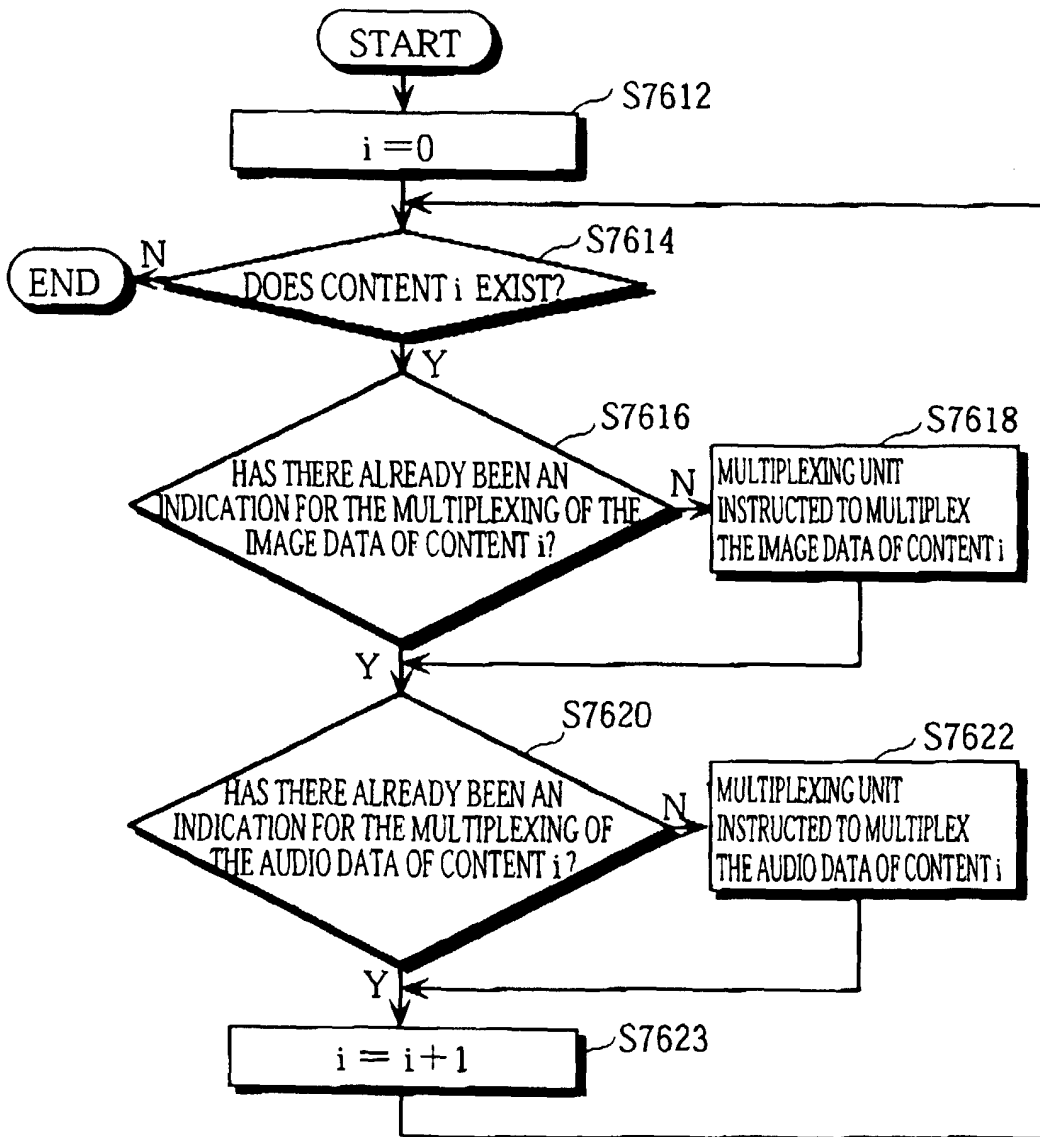 START
S7612
i=0
S7614
N
END
DOES CONTENT i EXIST?
Y
S7616
HAS THERE ALREADY BEEN AN
INDICATION FOR THE MULTIPLEXING OF THE
IMAGE DATA OF CONTENT i?
N
S7618
MULTIPLEXING UNIT
INSTRUCTED TO MULTIPLEX
THE IMAGE DATA OF CONTENT i
Y
S7620
HAS THERE ALREADY BEEN AN
INDICATION FOR THE MULTIPLEXING OF
THE AUDIO DATA OF CONTENT i?
N
S7622
MULTIPLEXING UNIT
INSTRUCTED TO MULTIPLEX
THE AUDIO DATA OF CONTENT i
Y
i = i+1
S7623